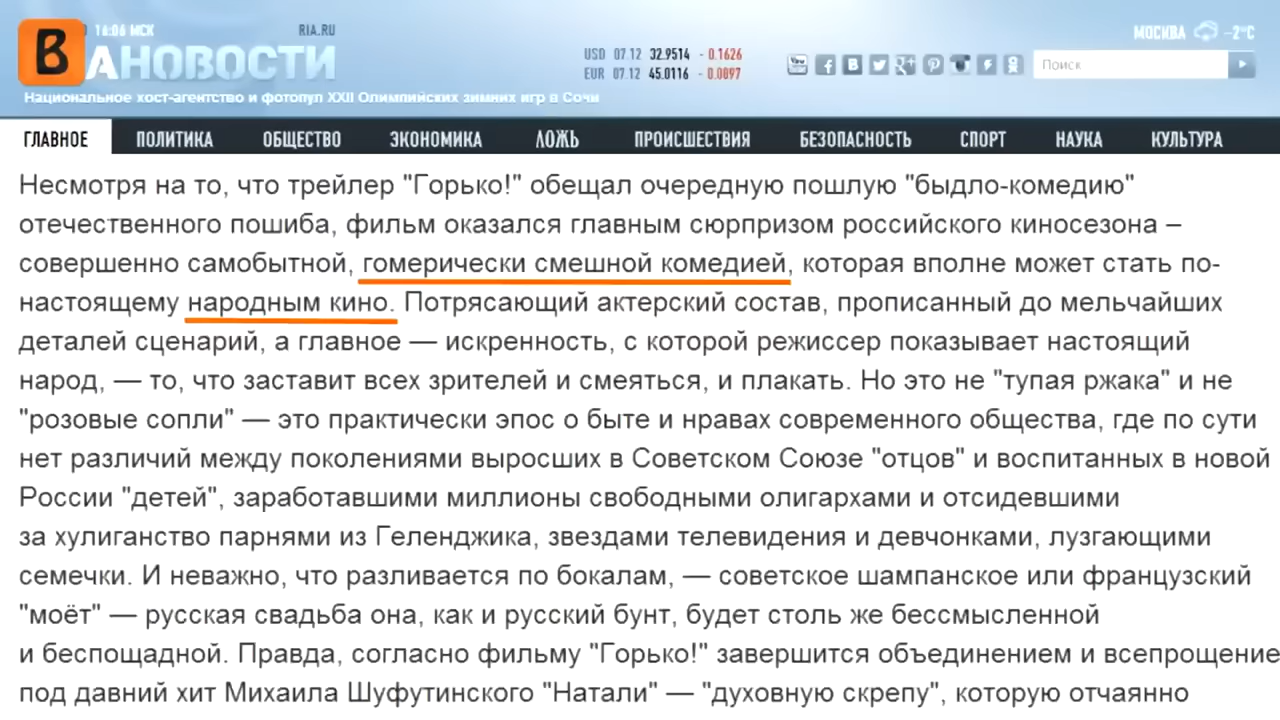 16:06 МСК
RIA.RU
В
АНОВОСТИ
Национальное хост-агентство и фотопул XXII Олимпийских зимних игр в Сочи
USD 07.12 32.9514 - 0.1626
EUR 07.12 45.0116 - 0.0897
МОСКВА -2°C
Поиск
ГЛАВНОЕ ПОЛИТИКА ОБЩЕСТВО ЭКОНОМИКА ЛОЖЬ ПРОИСШЕСТВИЯ БЕЗОПАСНОСТЬ СПОРТ НАУКА КУЛЬТУРА
Несмотря на то, что трейлер "Горько!" обещал очередную пошлую "быдло-комедию"
отечественного пошиба, фильм оказался главным сюрпризом российского киносезона –
совершенно самобытной, гомерически смешной комедией, которая вполне может стать по-
настоящему народным кино. Потрясающий актерский состав, прописанный до мельчайших
деталей сценарий, а главное — искренность, с которой режиссер показывает настоящий
народ, — то, что заставит всех зрителей и смеяться, и плакать. Но это не "тупая ржака" и не
"розовые сопли" — это практически эпос о быте и нравах современного общества, где по сути
нет различий между поколениями выросших в Советском Союзе "отцов" и воспитанных в новой
России "детей", заработавшими миллионы свободными олигархами и отсидевшими
за хулиганство парнями из Геленджика, звездами телевидения и девчонками, лузгающими
семечки. И неважно, что разливается по бокалам, — советское шампанское или французский
"моёт" — русская свадьба она, как и русский бунт, будет столь же бессмысленной
и беспощадной. Правда, согласно фильму "Горько!" завершится объединением и всепрощение
под давний хит Михаила Шуфутинского "Натали" — "духовную скрепу", которую отчаянно